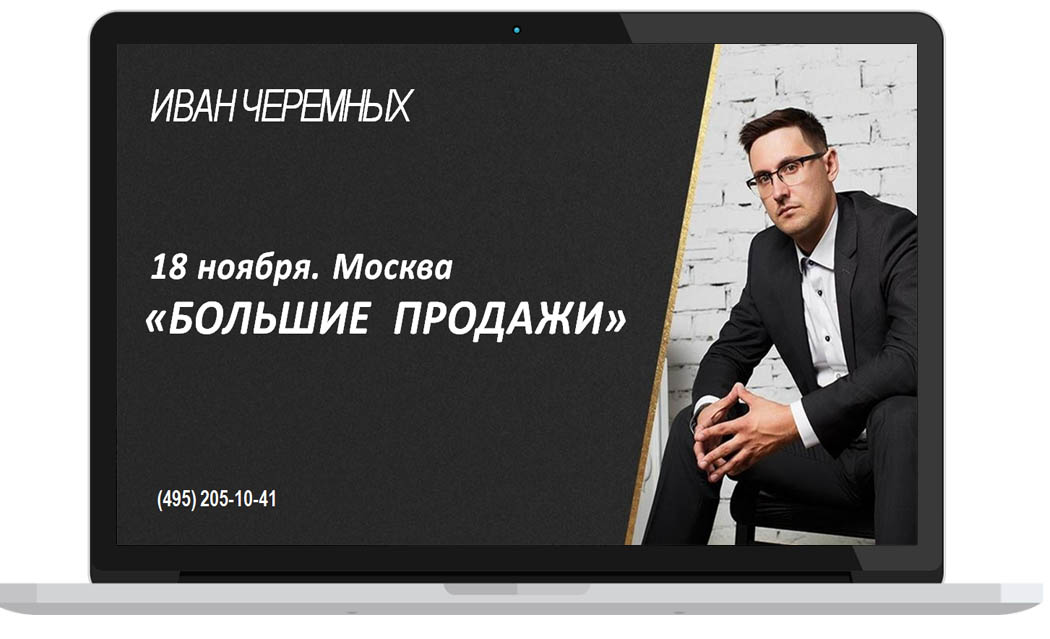 ИВАН ЧЕРЕМНЫХ
18 ноября. Москва
«БОЛЬШИЕ ПРОДАЖИ»
(495) 205-10-41